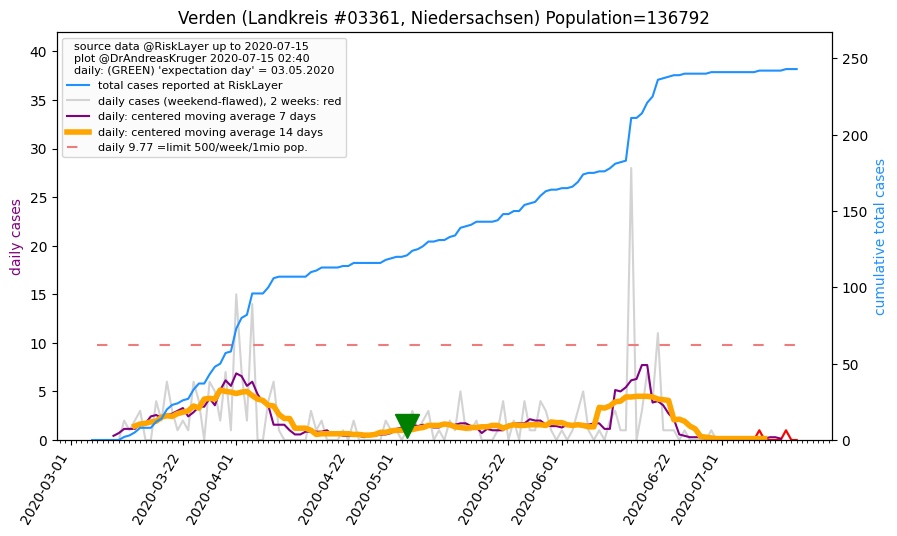 Verden (Landkreis #03361, Niedersachsen) Population=136792
source data @RiskLayer up to 2020-07-15
plot @DrAndreasKruger 2020-07-15 02:40
daily: (GREEN) 'expectation day' = 03.05.2020
total cases reported at RiskLayer
daily cases (weekend-flawed), 2 weeks: red
daily: centered moving average 7 days
daily: centered moving average 14 days
daily 9.77 =limit 500/week/1mio pop.
daily cases
40
35
30
25
20
15
10
5
0
cumulative total cases
250
200
150
100
50
0
2020-03-01
2020-03-22
2020-04-01
2020-04-22
2020-05-01
2020-05-22
2020-06-01
2020-06-22
2020-07-01